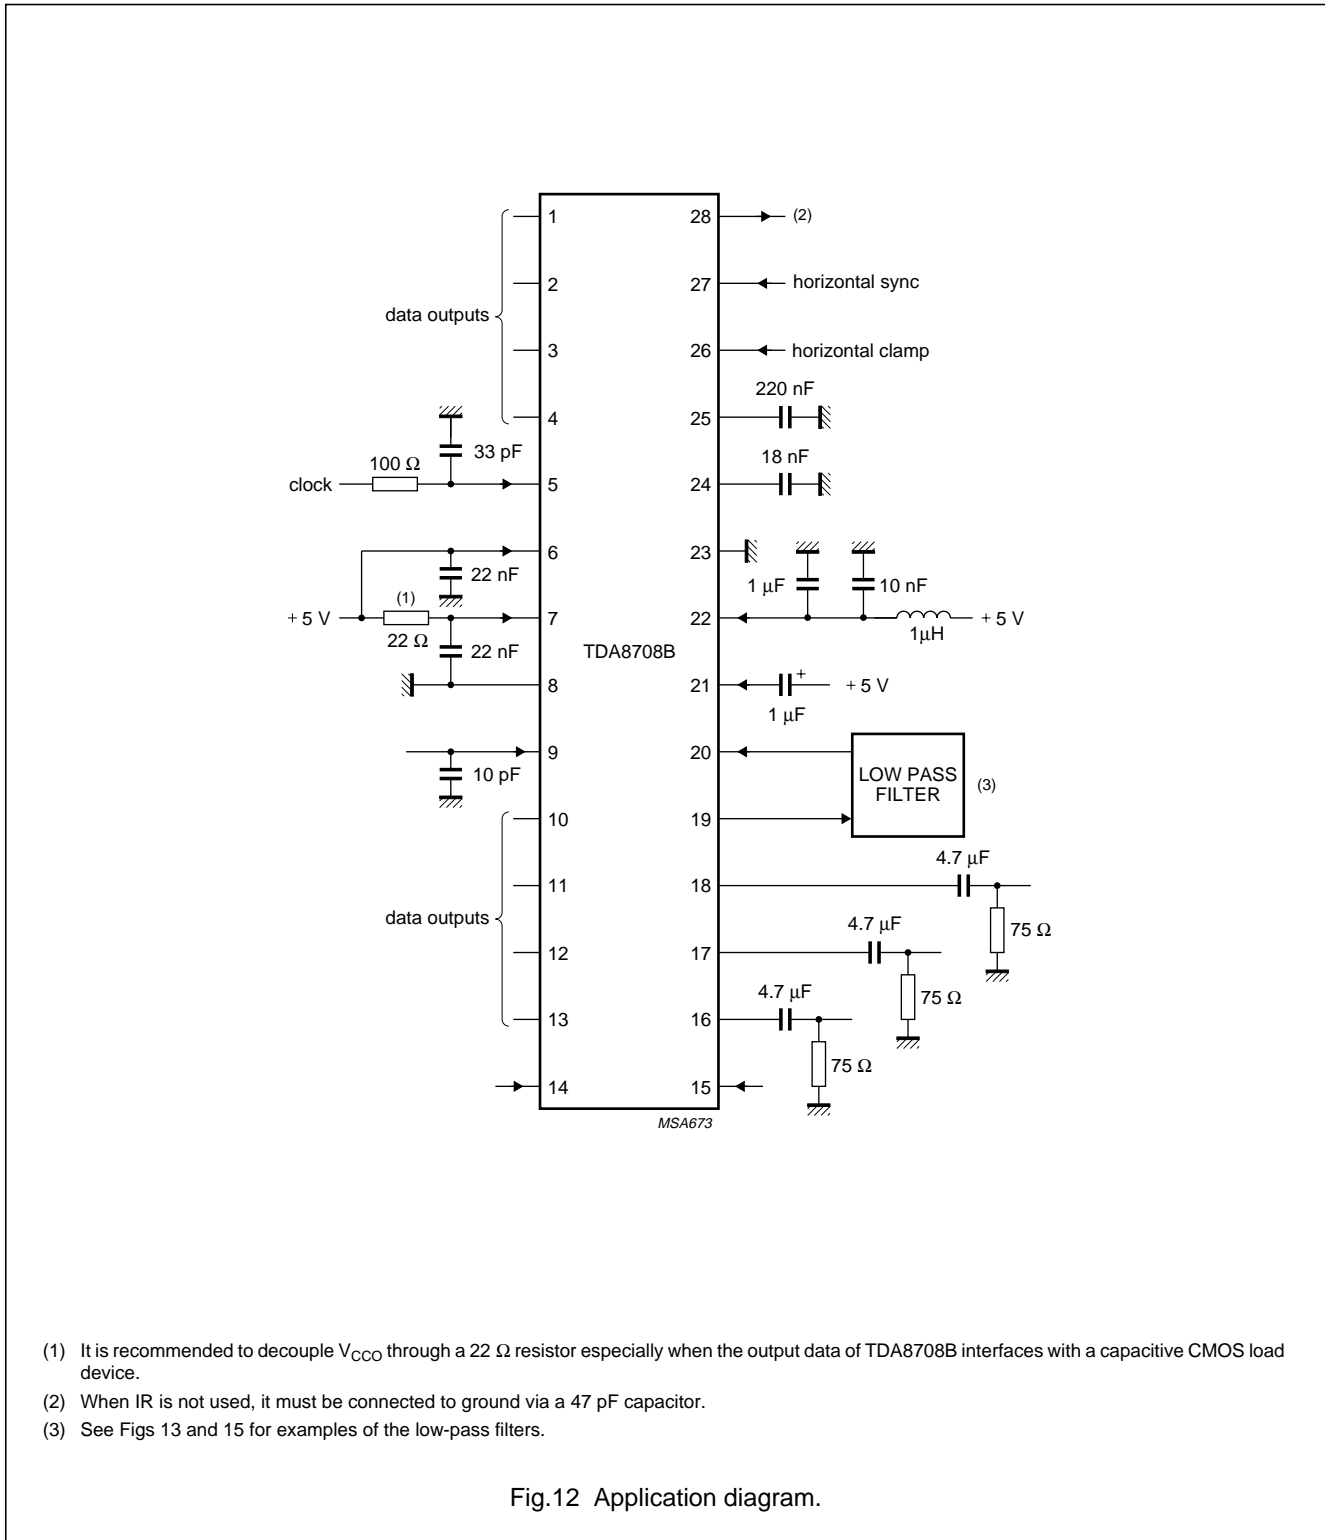 1
28
(2)
2
27
horizontal sync
data outputs
3
26
horizontal clamp
220 nF
4
25
33 pF
18 nF
100 Ω
clock
5
24
6
23
22 nF
1 µF
10 nF
(1)
+ 5 V
7
22
+ 5 V
22 Ω
1µH
22 nF
TDA8708B
8
21
+
+ 5 V
1 µF
9
20
10 pF
LOW PASS
FILTER
(3)
10
19
4.7 µF
11
18
data outputs
4.7 µF
75 Ω
12
17
4.7 µF
75 Ω
13
16
75 Ω
14
15
MSA673
(1) It is recommended to decouple VCCO through a 22 Ω resistor especially when the output data of TDA8708B interfaces with a capacitive CMOS load
device.
(2) When IR is not used, it must be connected to ground via a 47 pF capacitor.
(3) See Figs 13 and 15 for examples of the low-pass filters.
Fig.12 Application diagram.